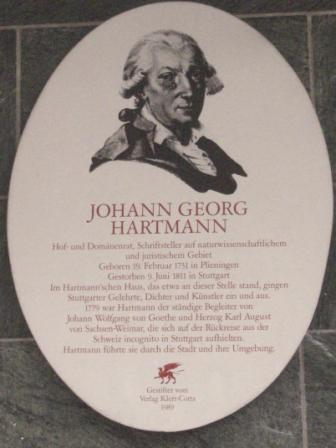 JOHANN GEORG
HARTMANN
Hof- und Domänenrat, Schriftsteller auf naturwissenschaftlichem
und juristischem Gebiet
Geboren 19. Februar 1731 in Plieningen
Gestorben 9. Juni 1811 in Stuttgart
Im Hartmann'schen Haus, das etwa an dieser Stelle stand, gingen
Stuttgarter Gelehrte, Dichter und Künstler ein und aus.
1779 war Hartmann der ständige Begleiter von
Johann Wolfgang von Goethe und Herzog Karl August
von Sachsen-Weimar, die sich auf der Rückreise aus der
Schweiz incognito in Stuttgart aufhielten.
Hartmann führte sie durch die Stadt und ihre Umgebung.
Gestiftet vom
Verlag Klett-Cotta
1989